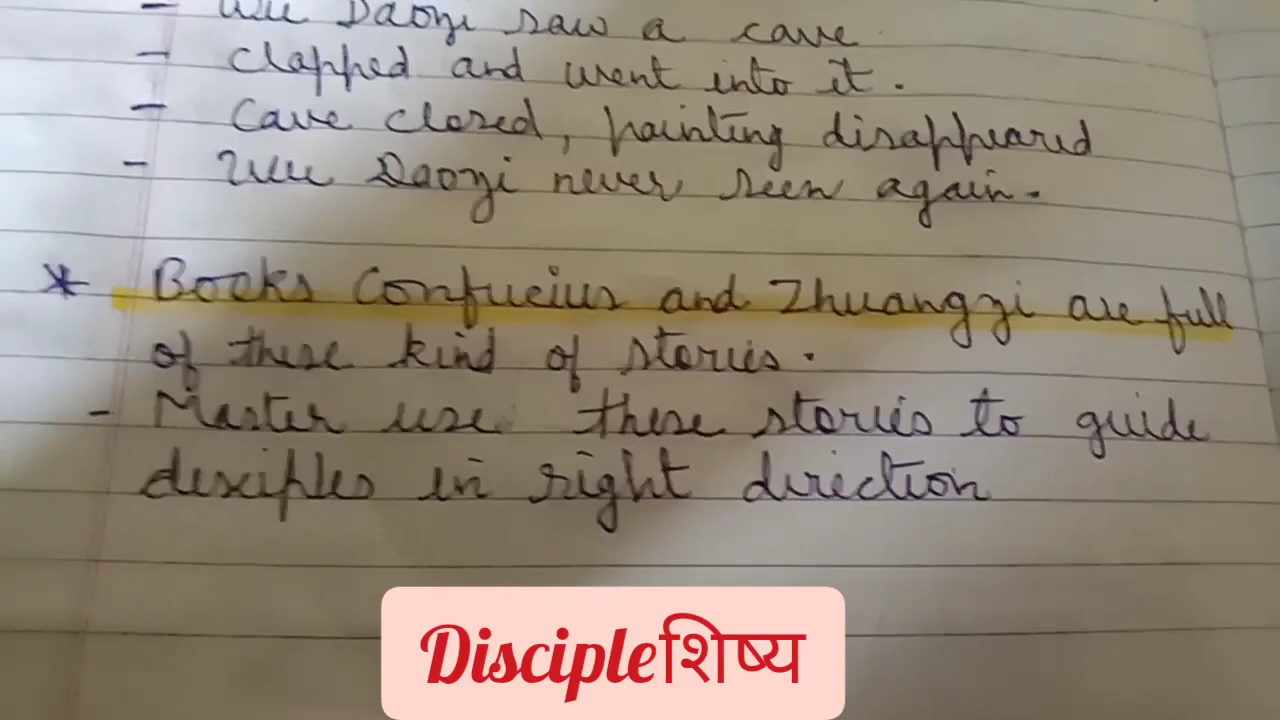 - Wu Daozi saw a cave
- Clapped and went into it.
- Cave closed, painting disappeared
- Wu Daozi never seen again.
* Books Confucius and Zhuangzi are full
of these kind of stories.
- Master use these stories to guide
desciples in right direction
Discipleशिष्य